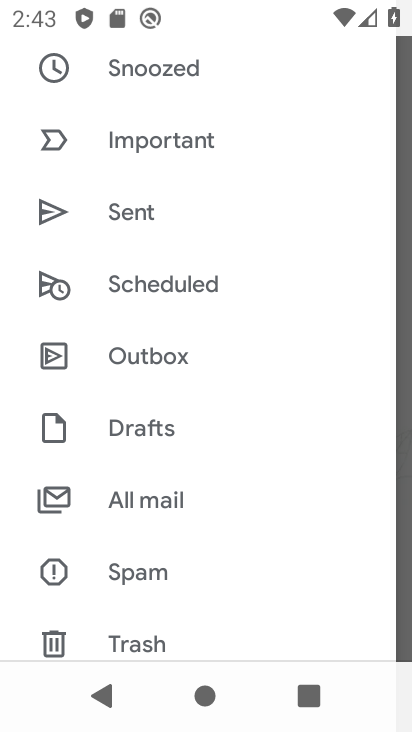 2:43
Snoozed
Important
Sent
Scheduled
Outbox
Drafts
All mail
Spam
Trash